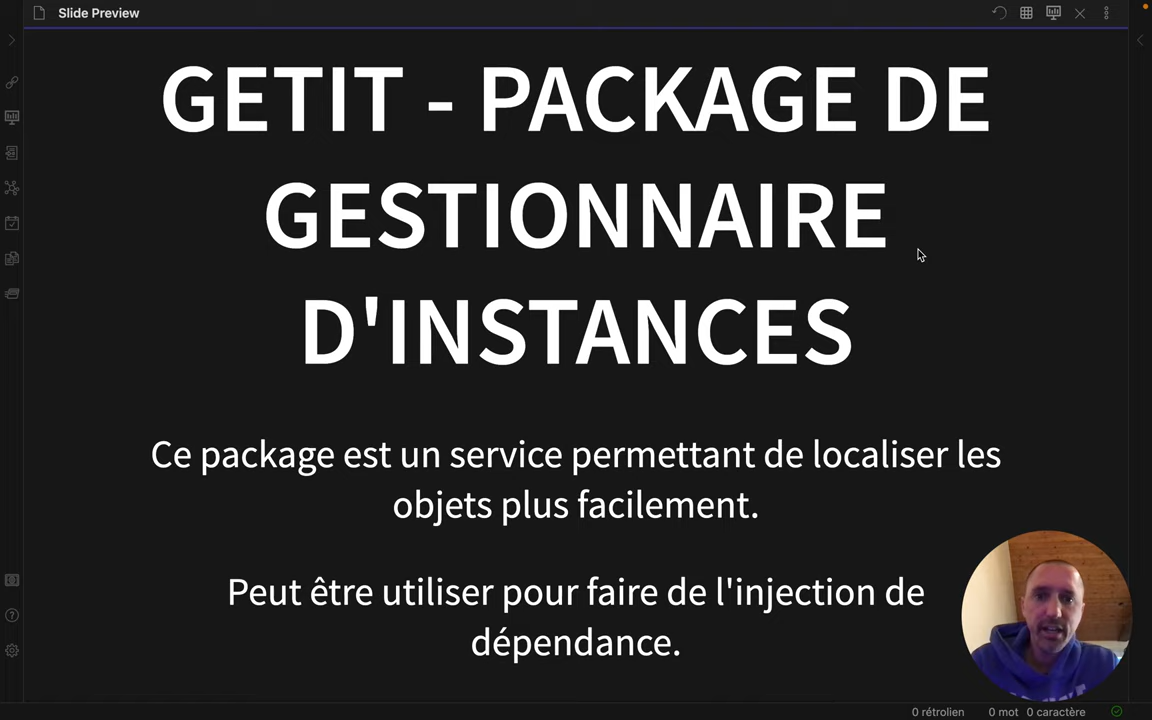 Slide Preview
GETIT - PACKAGE DE
GESTIONNAIRE
D'INSTANCES
Ce package est un service permettant de localiser les
objets plus facilement.
Peut être utiliser pour faire de l'injection de
dépendance.
0 rétrolien 0 mot 0 caractère